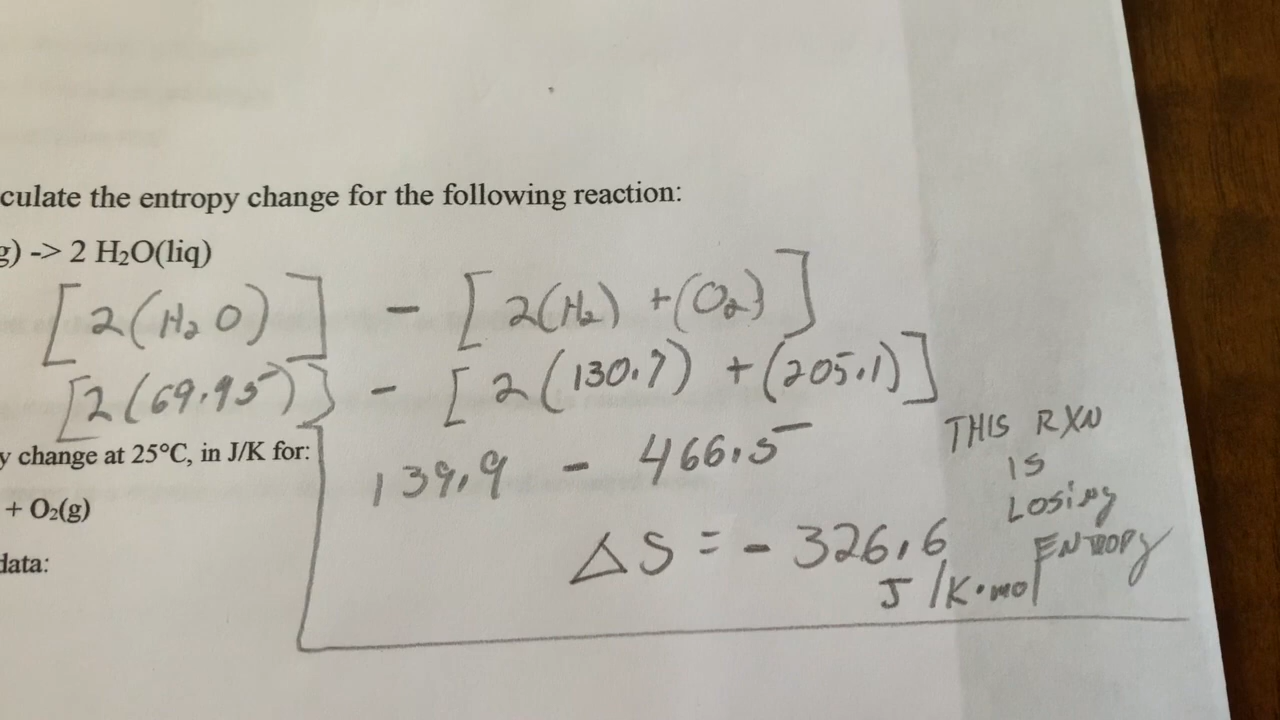 culate the entropy change for the following reaction:
g) -> 2 H₂O(liq)
[2(H₂O)] - [2(H₂) + (O₂)]
[2(69.95)] - [2(130.7) + (205.1)]
y change at 25°C, in J/K for:
139.9 - 466.5
+ O₂(g)
ΔS = - 326.6
J/K·mol
data:
THIS RXN
IS
LOSING
ENTROPY